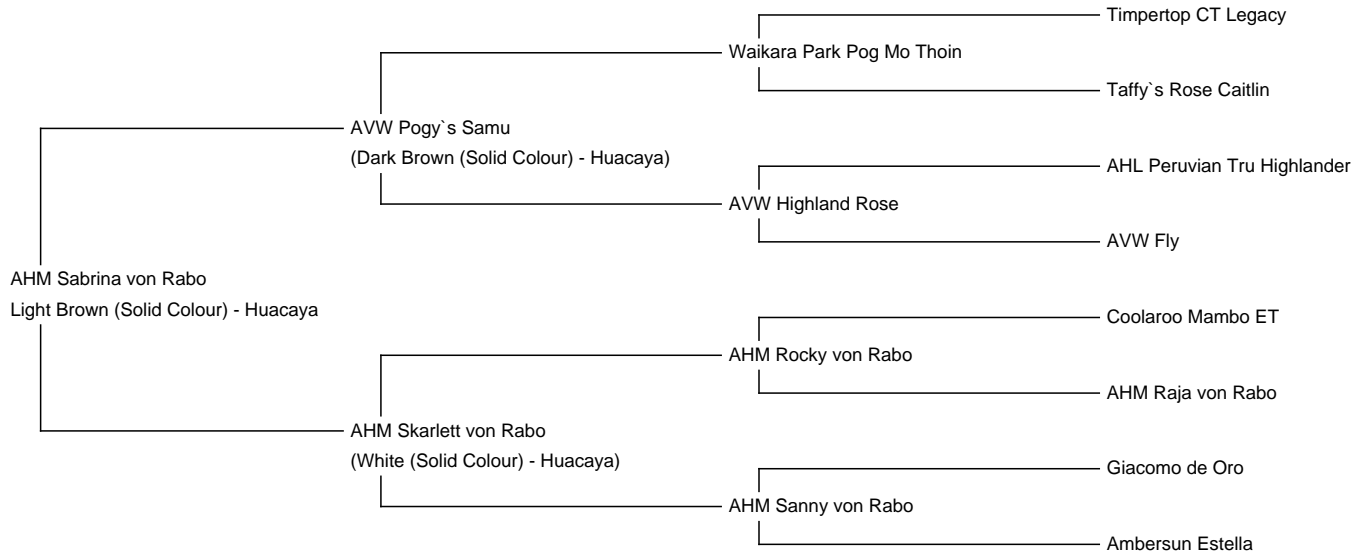 Timpertop CT Legacy
Waikara Park Pog Mo Thoin
Taffy`s Rose Caitlin
AVW Pogy`s Samu
(Dark Brown (Solid Colour) - Huacaya)
AHL Peruvian Tru Highlander
AVW Highland Rose
AVW Fly
AHM Sabrina von Rabo
Light Brown (Solid Colour) - Huacaya
Coolaroo Mambo ET
AHM Rocky von Rabo
AHM Raja von Rabo
AHM Skarlett von Rabo
(White (Solid Colour) - Huacaya)
Giacomo de Oro
AHM Sanny von Rabo
Ambersun Estella